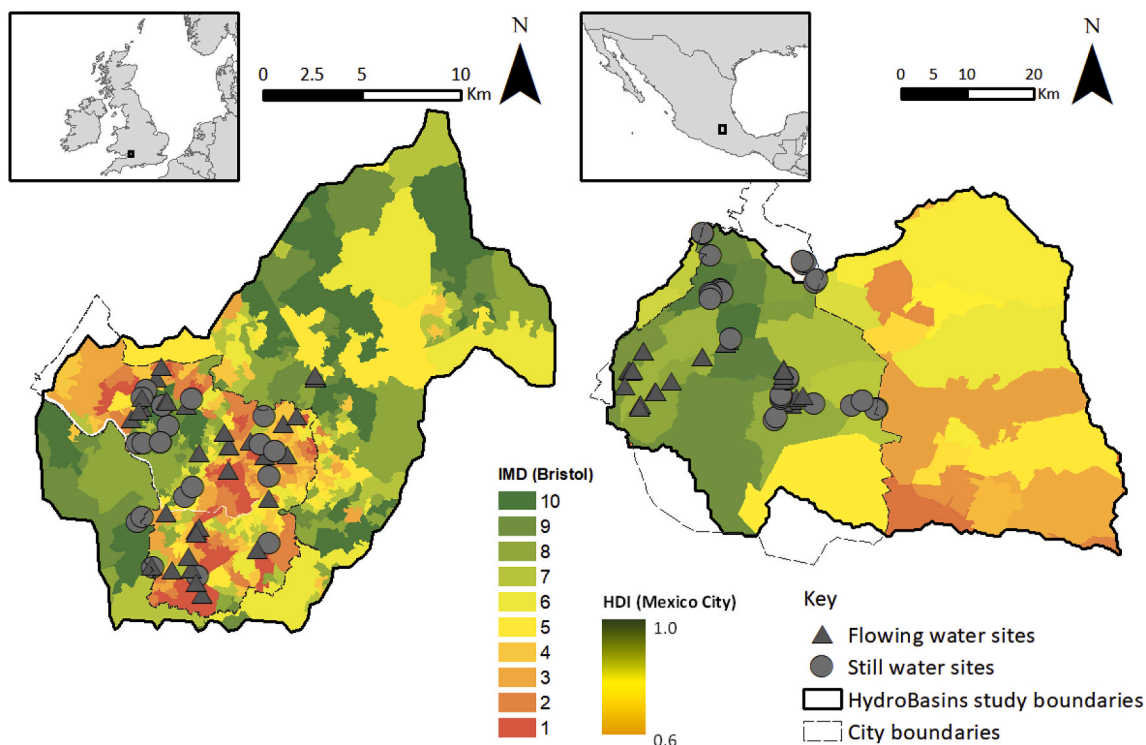 N
0 2.5 5 10
Km
N
0 5 10 20
Km
IMD (Bristol)
10
9
8
7
6
5
4
3
2
1
HDI (Mexico City)
1.0
0.6
Key
Flowing water sites
Still water sites
HydroBasins study boundaries
City boundaries